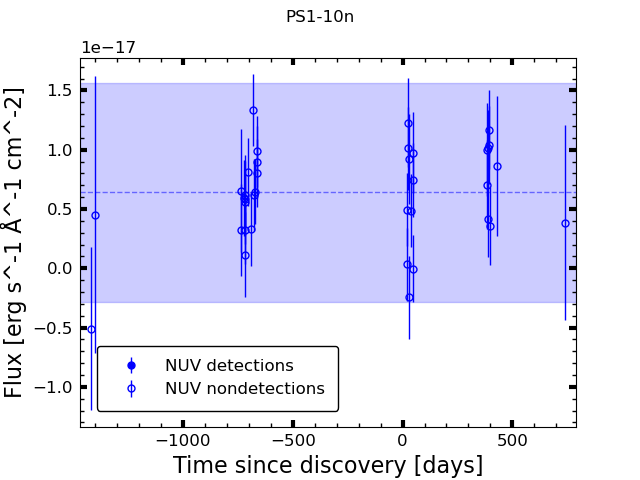 PS1-10n
1e−17
1.5
1.0
0.5
0.0
−0.5
−1.0
Flux [erg s^-1 Å^-1 cm^-2]
NUV detections
NUV nondetections
−1000
−500
0
500
Time since discovery [days]